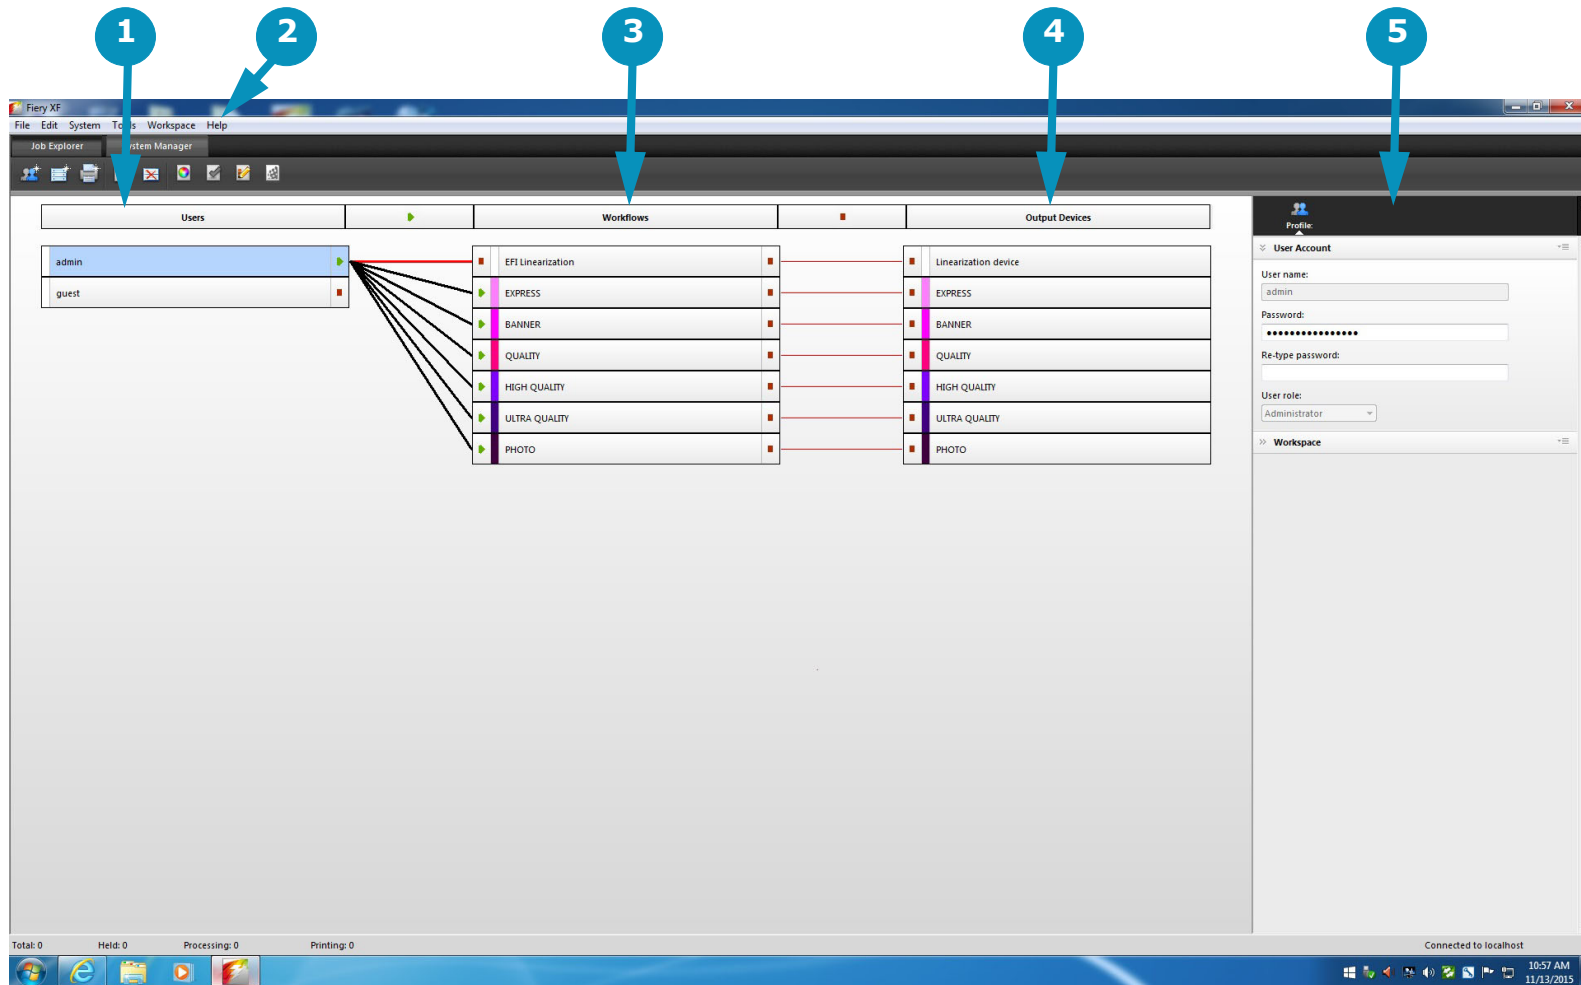 1 2 3 4 5
Fiery XF
File Edit System Tools Workspace Help
Job Explorer System Manager
Users Workflows Output Devices
Profile:
admin EFI Linearization Linearization device
guest EXPRESS EXPRESS
BANNER BANNER
QUALITY QUALITY
HIGH QUALITY HIGH QUALITY
ULTRA QUALITY ULTRA QUALITY
PHOTO PHOTO
User Account
User name:
admin
Password:
••••••••••••••••
Re-type password:
User role:
Administrator
Workspace
Total: 0 Held: 0 Processing: 0 Printing: 0 Connected to localhost
10:57 AM
11/13/2015